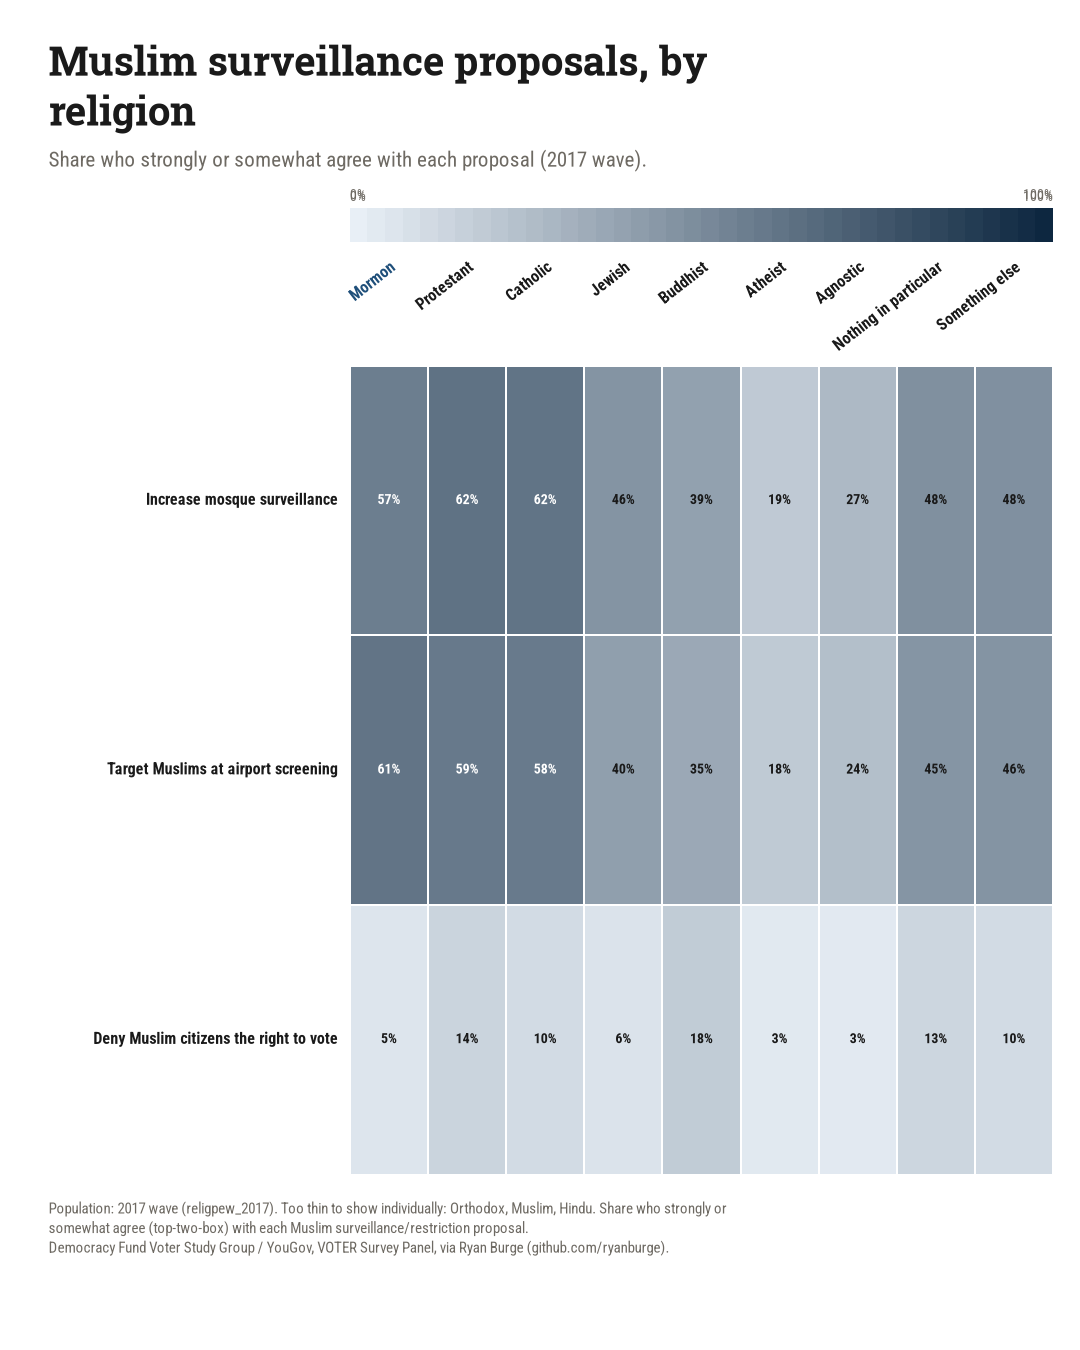 Muslim surveillance proposals, by
religion
Share who strongly or somewhat agree with each proposal (2017 wave).
0% 100%
Mormon Protestant Catholic Jewish Buddhist Atheist Agnostic Nothing in particular Something else
Increase mosque surveillance 57% 62% 62% 46% 39% 19% 27% 48% 48%
Target Muslims at airport screening 61% 59% 58% 40% 35% 18% 24% 45% 46%
Deny Muslim citizens the right to vote 5% 14% 10% 6% 18% 3% 3% 13% 10%
Population: 2017 wave (religpew_2017). Too thin to show individually: Orthodox, Muslim, Hindu. Share who strongly or
somewhat agree (top-two-box) with each Muslim surveillance/restriction proposal.
Democracy Fund Voter Study Group / YouGov, VOTER Survey Panel, via Ryan Burge (github.com/ryanburge).